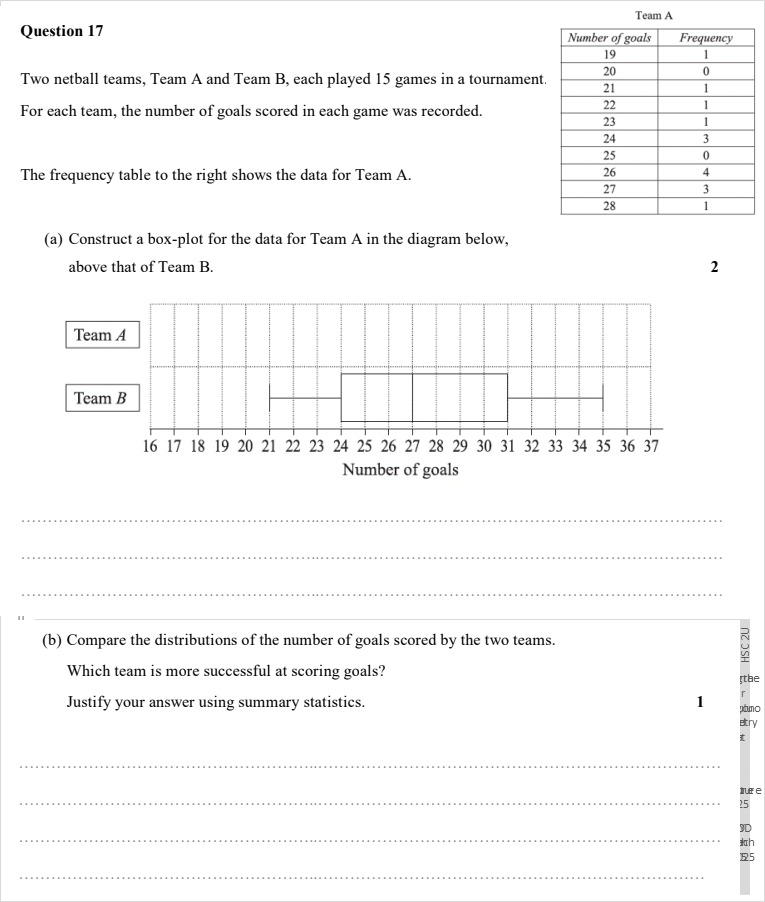 Question 17
Two netball teams, Team A and Team B, each played 15 games in a tournament.
For each team, the number of goals scored in each game was recorded.
The frequency table to the right shows the data for Team A.
Team A
Number of goals Frequency
19 1
20 0
21 1
22 1
23 1
24 3
25 0
26 4
27 3
28 1
(a) Construct a box-plot for the data for Team A in the diagram below,
above that of Team B.
2
Team A
Team B
16 17 18 19 20 21 22 23 24 25 26 27 28 29 30 31 32 33 34 35 36 37
Number of goals
(b) Compare the distributions of the number of goals scored by the two teams.
Which team is more successful at scoring goals?
Justify your answer using summary statistics.
1
HSC 2U